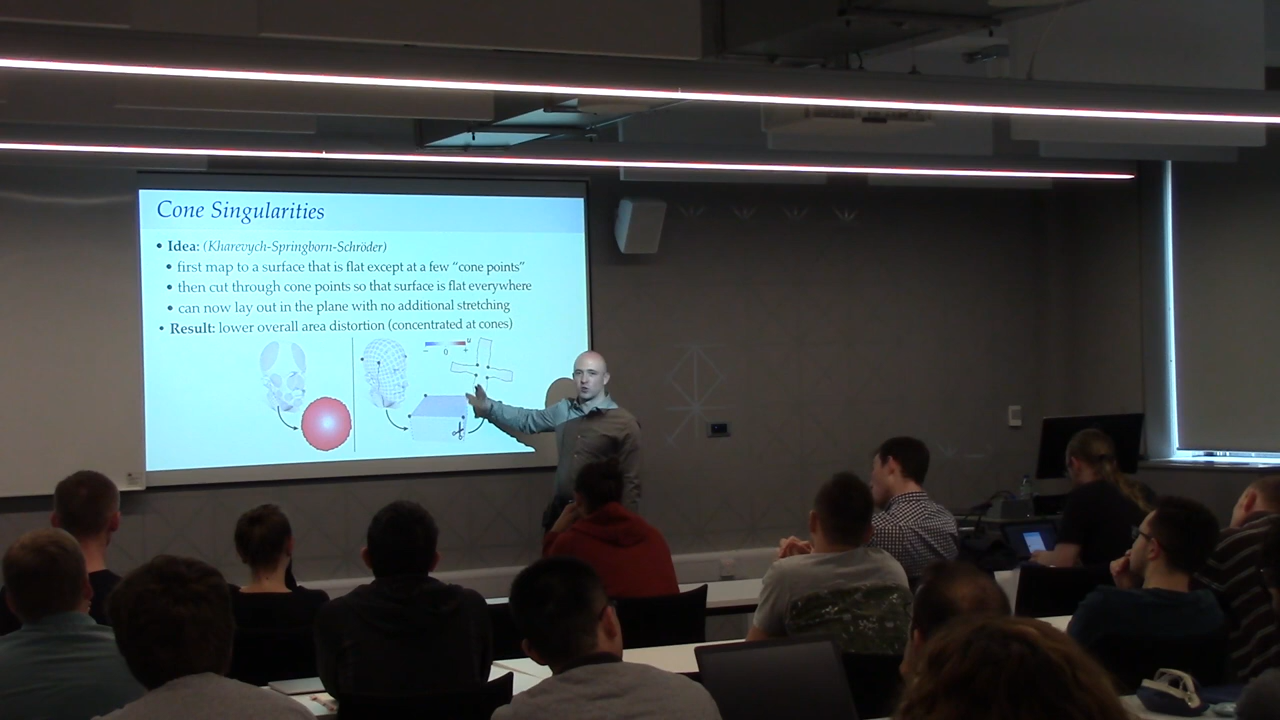 Cone Singularities
• Idea: (Kharevych-Springborn-Schröder)
• first map to a surface that is flat except at a few “cone points”
• then cut through cone points so that surface is flat everywhere
• can now lay out in the plane with no additional stretching
• Result: lower overall area distortion (concentrated at cones)
u
− 0 +